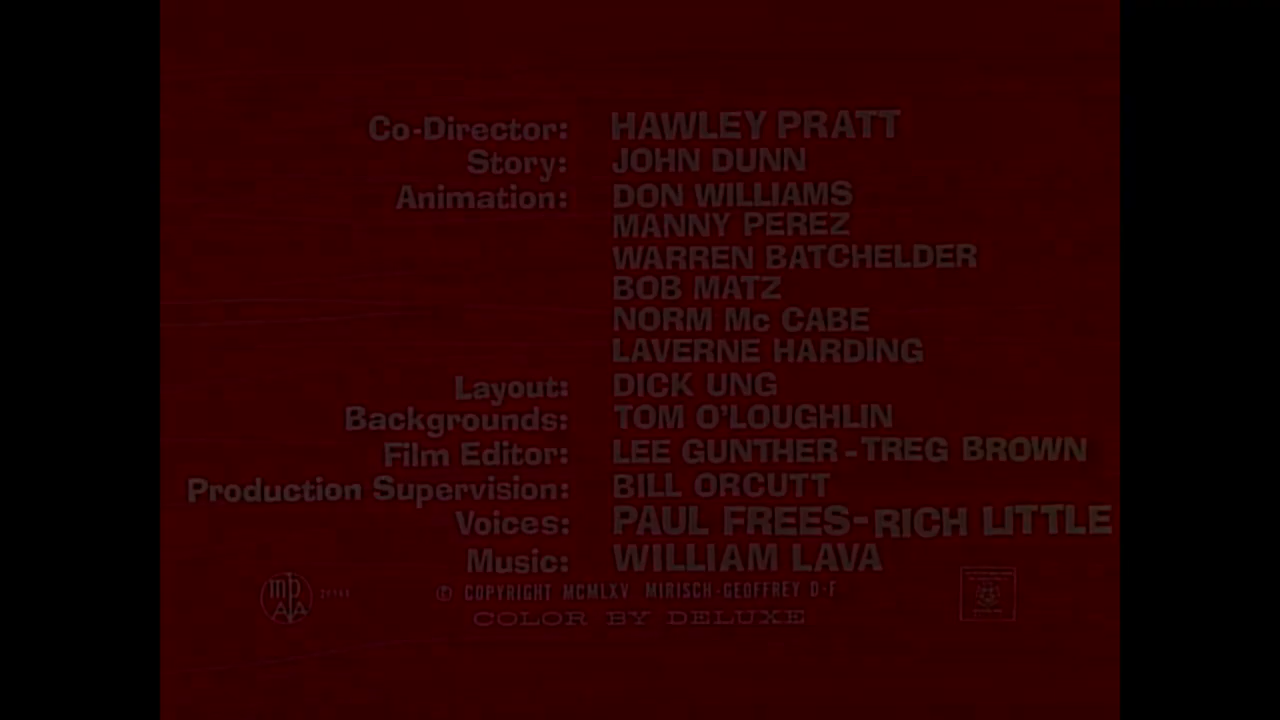 Co-Director: HAWLEY PRATT
Story: JOHN DUNN
Animation: DON WILLIAMS
MANNY PEREZ
WARREN BATCHELDER
BOB MATZ
NORM Mc CABE
LAVERNE HARDING
Layout: DICK UNG
Backgrounds: TOM O'LOUGHLIN
Film Editor: LEE GUNTHER-TREG BROWN
Production Supervision: BILL ORCUTT
Voices: PAUL FREES-RICH LITTLE
Music: WILLIAM LAVA
© COPYRIGHT MCMLXV MIRISCH-GEOFFREY D-F
COLOR BY DELUXE